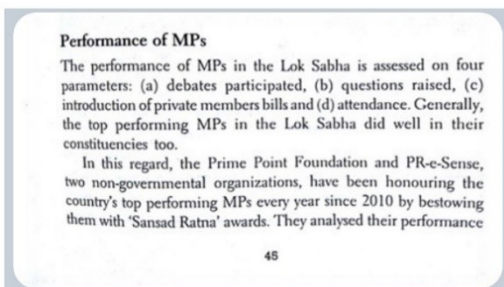 Performance of MPs
The performance of MPs in the Lok Sabha is assessed on four
parameters: (a) debates participated, (b) questions raised, (c)
introduction of private members bills and (d) attendance. Generally,
the top performing MPs in the Lok Sabha did well in their
constituencies too.
In this regard, the Prime Point Foundation and PR-e-Sense,
two non-governmental organizations, have been honouring the
country's top performing MPs every year since 2010 by bestowing
them with 'Sansad Ratna' awards. They analysed their performance
45